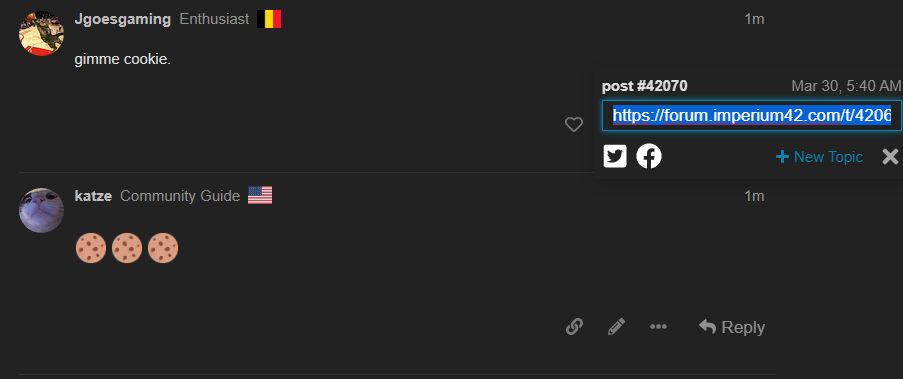 Jgoesgaming Enthusiast 1m
gimme cookie.
post #42070 Mar 30, 5:40 AM
https://forum.imperium42.com/t/4206
+ New Topic
katze Community Guide 1m
Reply